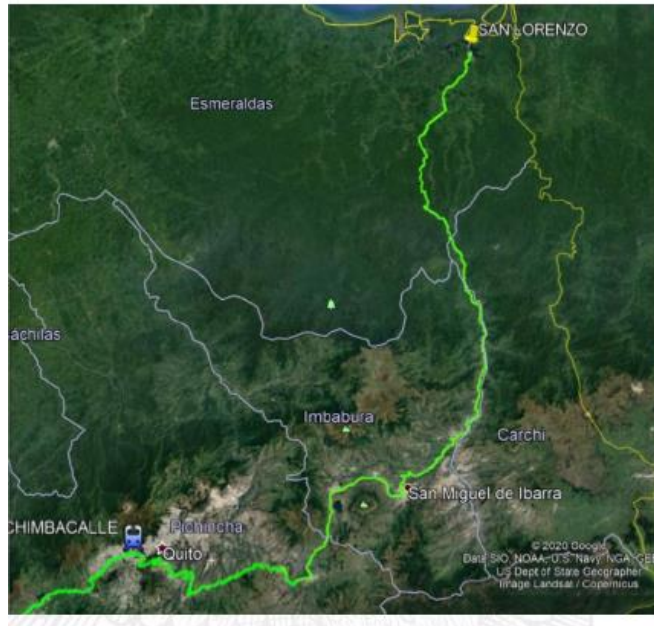 SAN LORENZO
Esmeraldas
áchilas
Imbabura
Carchi
San Miguel de Ibarra
CHIMBACALLE
Pichincha
Quito
© 2020 Google
Data SIO, NOAA, U.S. Navy, NGA, GEB
US Dept of State Geographer
Image Landsat / Copernicus